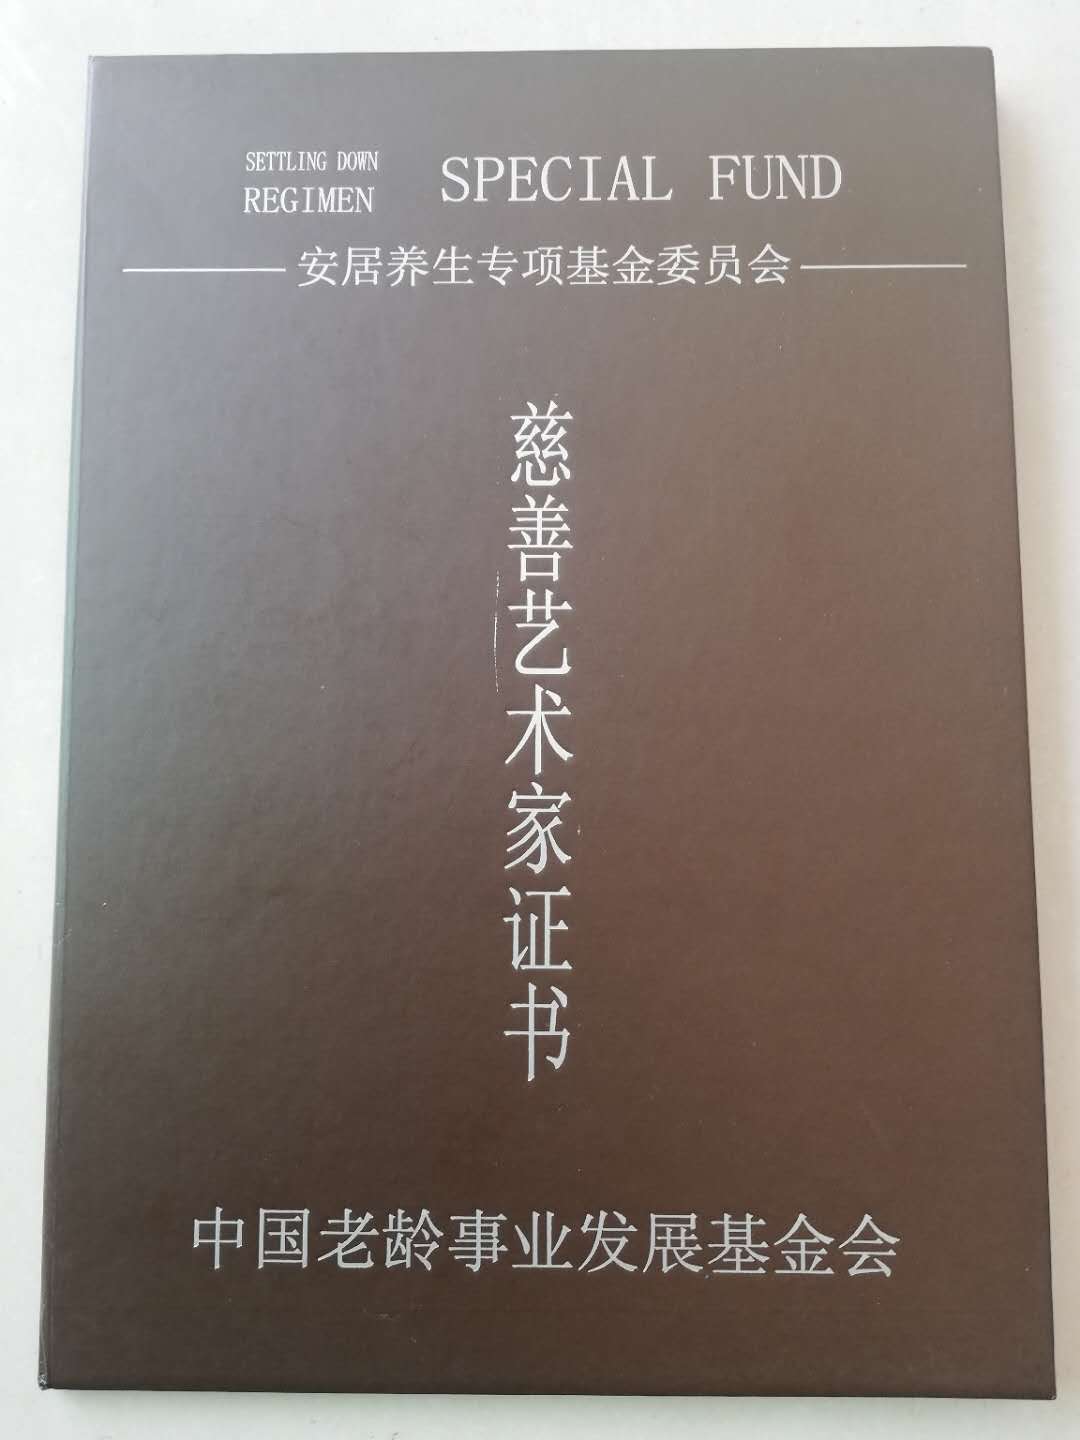 SETTLING DOWN
REGIMEN
SPECIAL FUND
安居养生专项基金委员会
慈善艺术家证书
中国老龄事业发展基金会